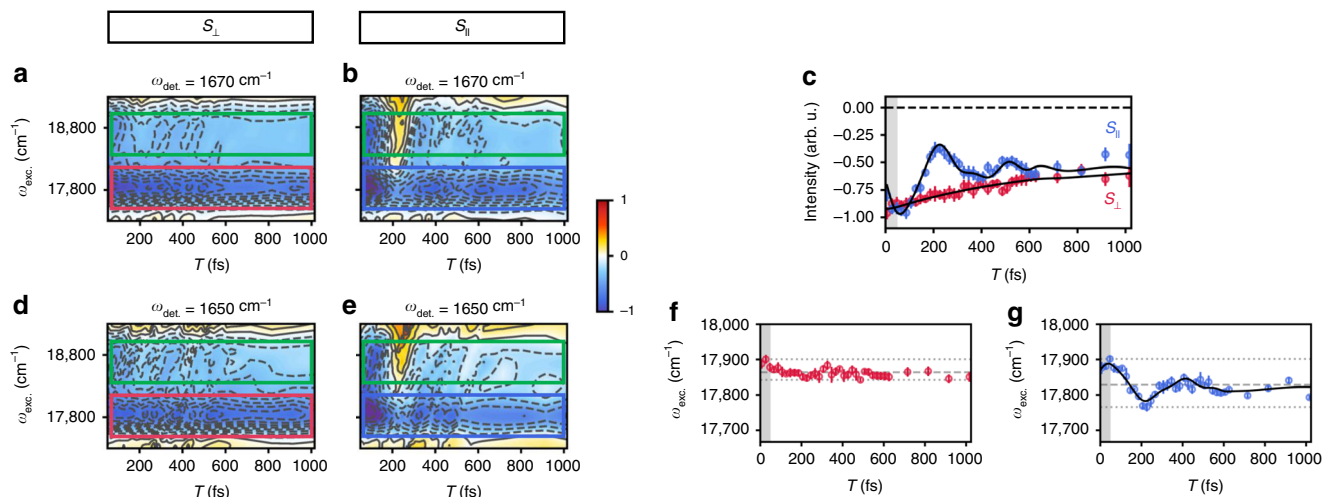 S⊥
S∥
a
ω_det. = 1670 cm⁻¹
b
ω_det. = 1670 cm⁻¹
ω_exc. (cm⁻¹)
18,800
17,800
200 400 600 800 1000
T (fs)
200 400 600 800 1000
T (fs)
1
0
−1
c
Intensity (arb. u.)
0.00
−0.25
−0.50
−0.75
−1.00
S∥
S⊥
0 200 400 600 800 1000
T (fs)
d
ω_det. = 1650 cm⁻¹
e
ω_det. = 1650 cm⁻¹
ω_exc. (cm⁻¹)
18,800
17,800
200 400 600 800 1000
T (fs)
200 400 600 800 1000
T (fs)
f
ω_exc. (cm⁻¹)
18,000
17,900
17,800
17,700
0 200 400 600 800 1000
T (fs)
g
ω_exc. (cm⁻¹)
18,000
17,900
17,800
17,700
0 200 400 600 800 1000
T (fs)